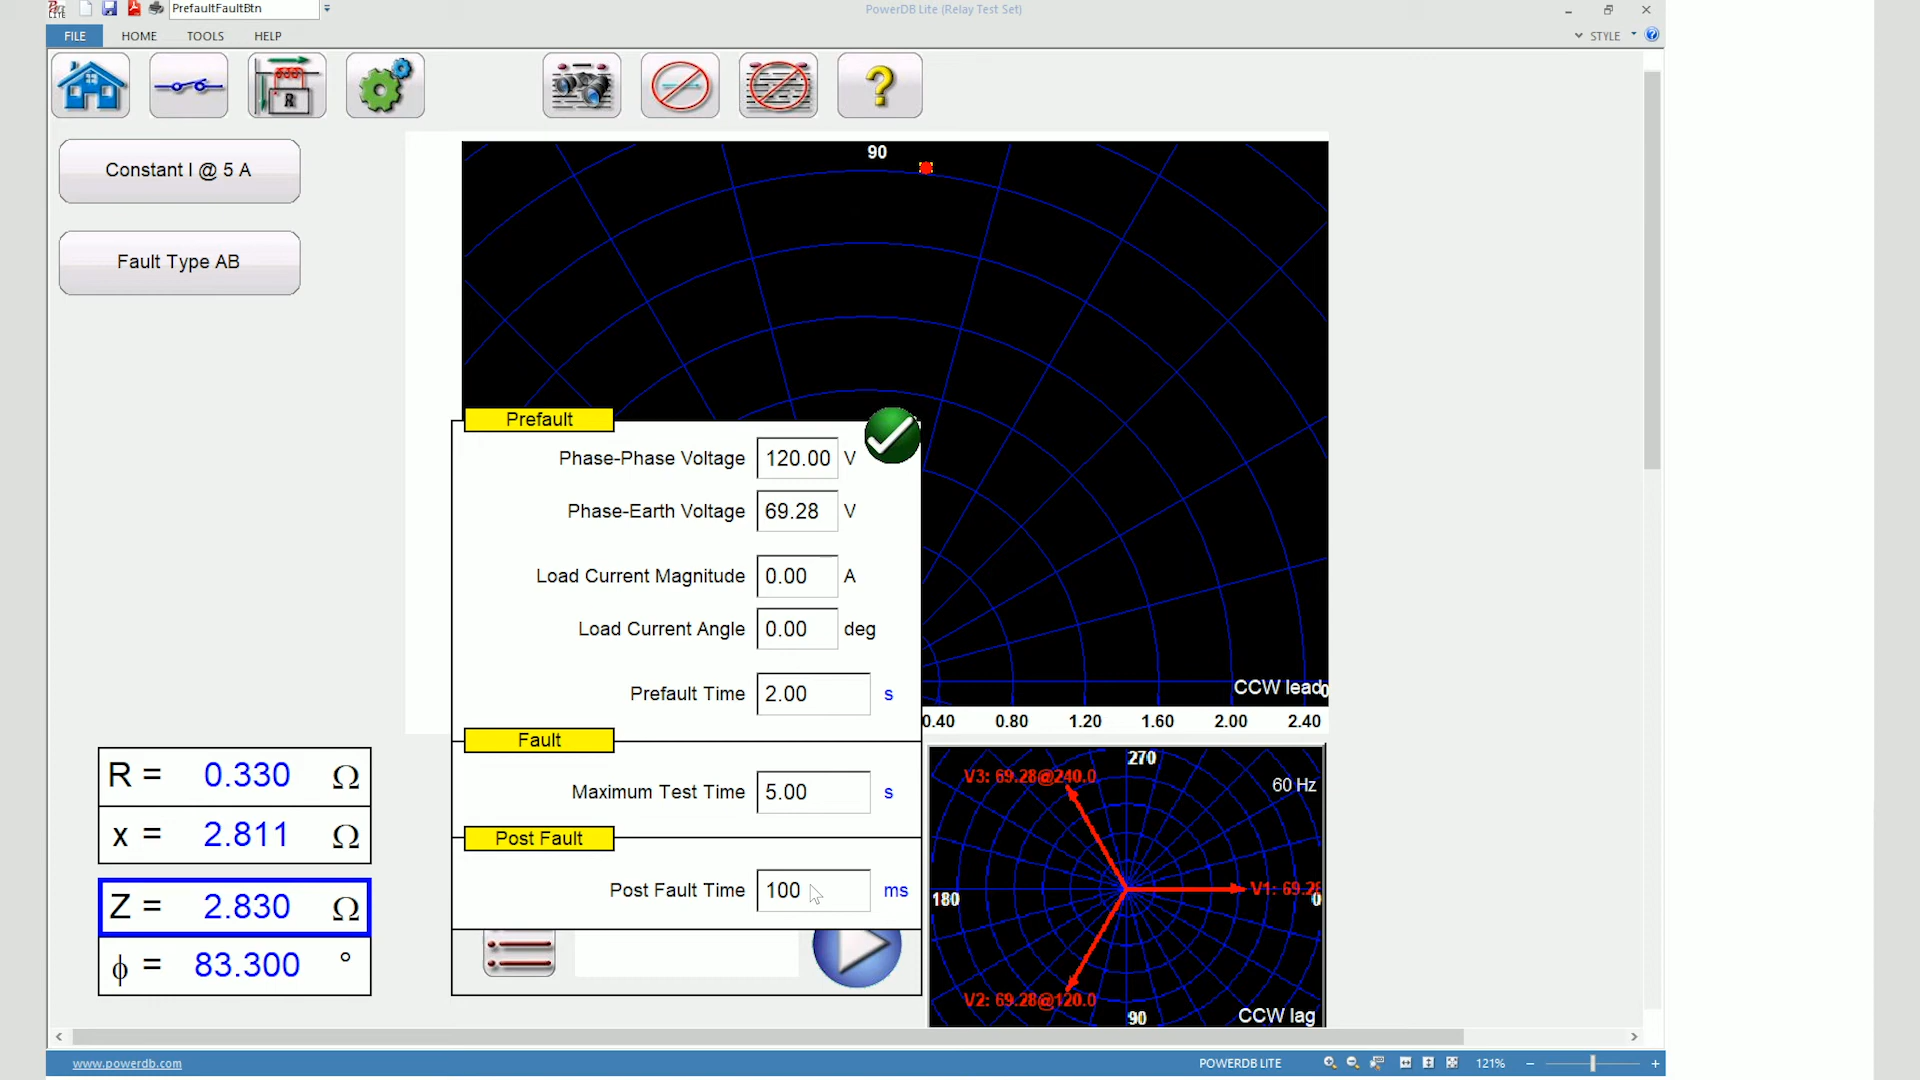 PrefaultFaultBtn
PowerDB Lite (Relay Test Set)
FILE HOME TOOLS HELP
STYLE
LITE
R
?
Constant I @ 5 A
Fault Type AB
90
Prefault
Phase-Phase Voltage 120.00 V
Phase-Earth Voltage 69.28 V
Load Current Magnitude 0.00 A
Load Current Angle 0.00 deg
Prefault Time 2.00 s
Fault
Maximum Test Time 5.00 s
Post Fault
Post Fault Time 100 ms
CCW lead
0
0.40 0.80 1.20 1.60 2.00 2.40
R = 0.330 Ω
x = 2.811 Ω
Z = 2.830 Ω
ϕ = 83.300 °
270
V3: 69.28@240.0
60 Hz
V1: 69.28
180
0
V2: 69.28@120.0
90
CCW lag
www.powerdb.com
POWERDB LITE
121%